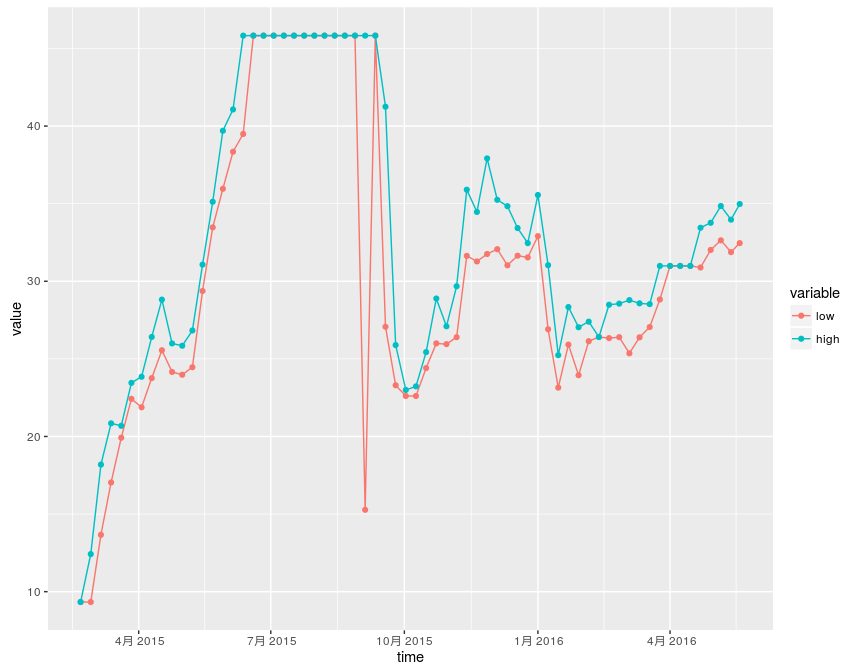 value
40
30
20
10
4月 2015
7月 2015
10月 2015
1月 2016
4月 2016
time
variable
low
high